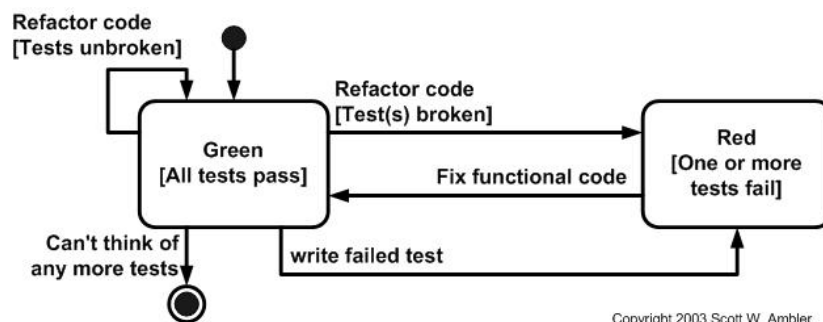 Refactor code
[Tests unbroken]
Refactor code
[Test(s) broken]
Green
[All tests pass]
Red
[One or more
tests fail]
Fix functional code
Can't think of
any more tests
write failed test
Copyright 2003 Scott W. Ambler